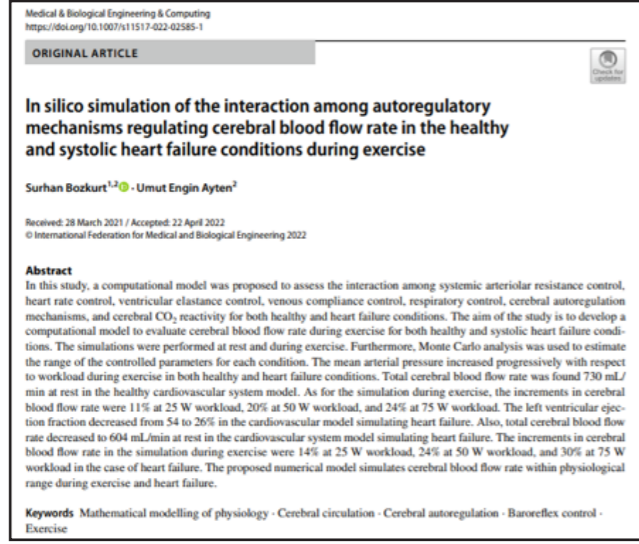 Medical & Biological Engineering & Computing
https://doi.org/10.1007/s11517-022-02585-1
ORIGINAL ARTICLE
Check for
updates
In silico simulation of the interaction among autoregulatory
mechanisms regulating cerebral blood flow rate in the healthy
and systolic heart failure conditions during exercise
Surhan Bozkurt1,2 · Umut Engin Ayten2
Received: 28 March 2021 / Accepted: 22 April 2022
© International Federation for Medical and Biological Engineering 2022
Abstract
In this study, a computational model was proposed to assess the interaction among systemic arteriolar resistance control,
heart rate control, ventricular elastance control, venous compliance control, respiratory control, cerebral autoregulation
mechanisms, and cerebral CO2 reactivity for both healthy and heart failure conditions. The aim of the study is to develop a
computational model to evaluate cerebral blood flow rate during exercise for both healthy and systolic heart failure condi-
tions. The simulations were performed at rest and during exercise. Furthermore, Monte Carlo analysis was used to estimate
the range of the controlled parameters for each condition. The mean arterial pressure increased progressively with respect
to workload during exercise in both healthy and heart failure conditions. Total cerebral blood flow rate was found 730 mL/
min at rest in the healthy cardiovascular system model. As for the simulation during exercise, the increments in cerebral
blood flow rate were 11% at 25 W workload, 20% at 50 W workload, and 24% at 75 W workload. The left ventricular ejec-
tion fraction decreased from 54 to 26% in the cardiovascular model simulating heart failure. Also, total cerebral blood flow
rate decreased to 604 mL/min at rest in the cardiovascular system model simulating heart failure. The increments in cerebral
blood flow rate in the simulation during exercise were 14% at 25 W workload, 24% at 50 W workload, and 30% at 75 W
workload in the case of heart failure. The proposed numerical model simulates cerebral blood flow rate within physiological
range during exercise and heart failure.
Keywords Mathematical modelling of physiology · Cerebral circulation · Cerebral autoregulation · Baroreflex control ·
Exercise